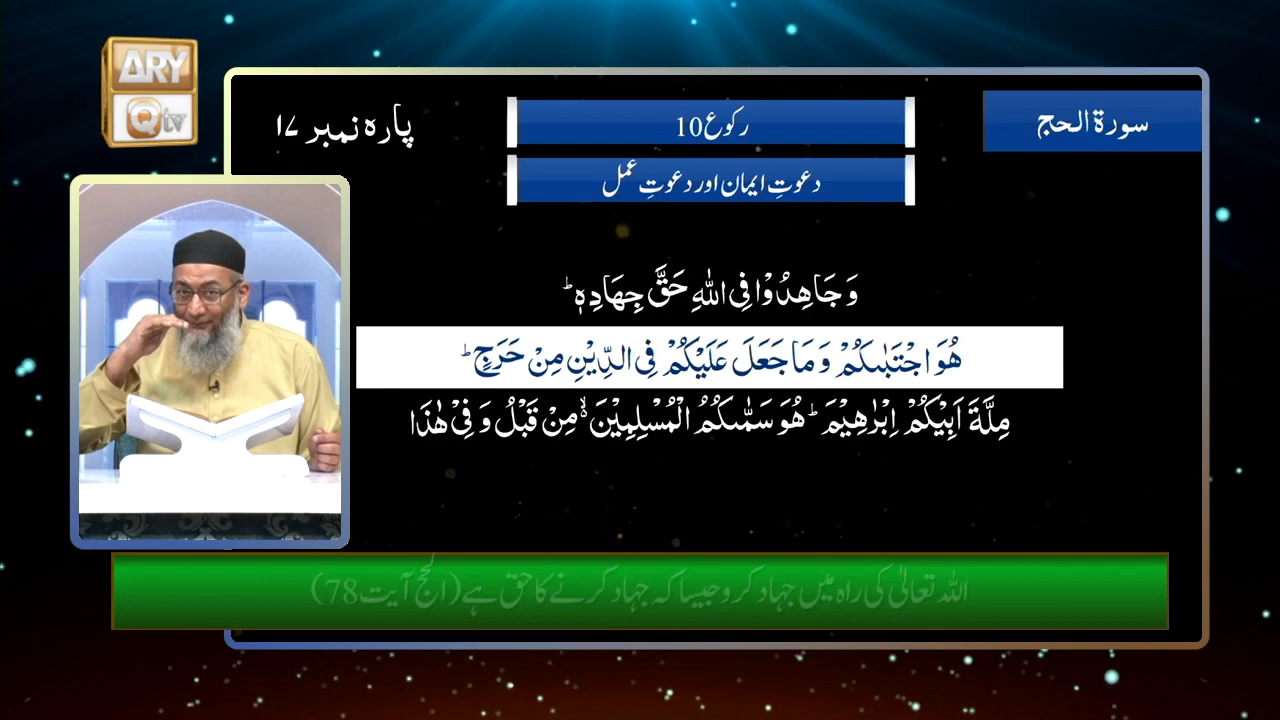 ARY
Qtv
سورۃ الحج
رکوع 10
پارہ نمبر ۱۷
دعوتِ ایمان اور دعوتِ عمل
وَ جَاهِدُوْا فِی اللّٰهِ حَقَّ جِهَادِهٖؕ
هُوَ اجْتَبٰىكُمْ وَ مَا جَعَلَ عَلَیْكُمْ فِی الدِّیْنِ مِنْ حَرَجٍؕ
مِلَّةَ اَبِیْكُمْ اِبْرٰهِیْمَؕ هُوَ سَمّٰىكُمُ الْمُسْلِمِیْنَ ۙ۬ مِنْ قَبْلُ وَ فِیْ هٰذَا
اللہ تعالیٰ کی راہ میں جہاد کرو جیسا کہ جہاد کرنے کا حق ہے (الحج آیت 78)